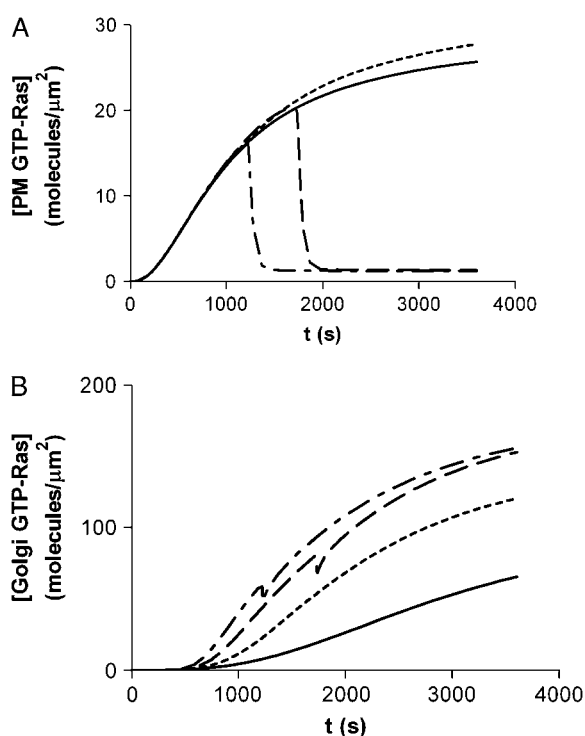 A
[PM GTP-Ras]
(molecules/μm²)
30
20
10
0
0 1000 2000 3000 4000
t (s)
B
[Golgi GTP-Ras]
(molecules/μm²)
200
100
0
0 1000 2000 3000 4000
t (s)